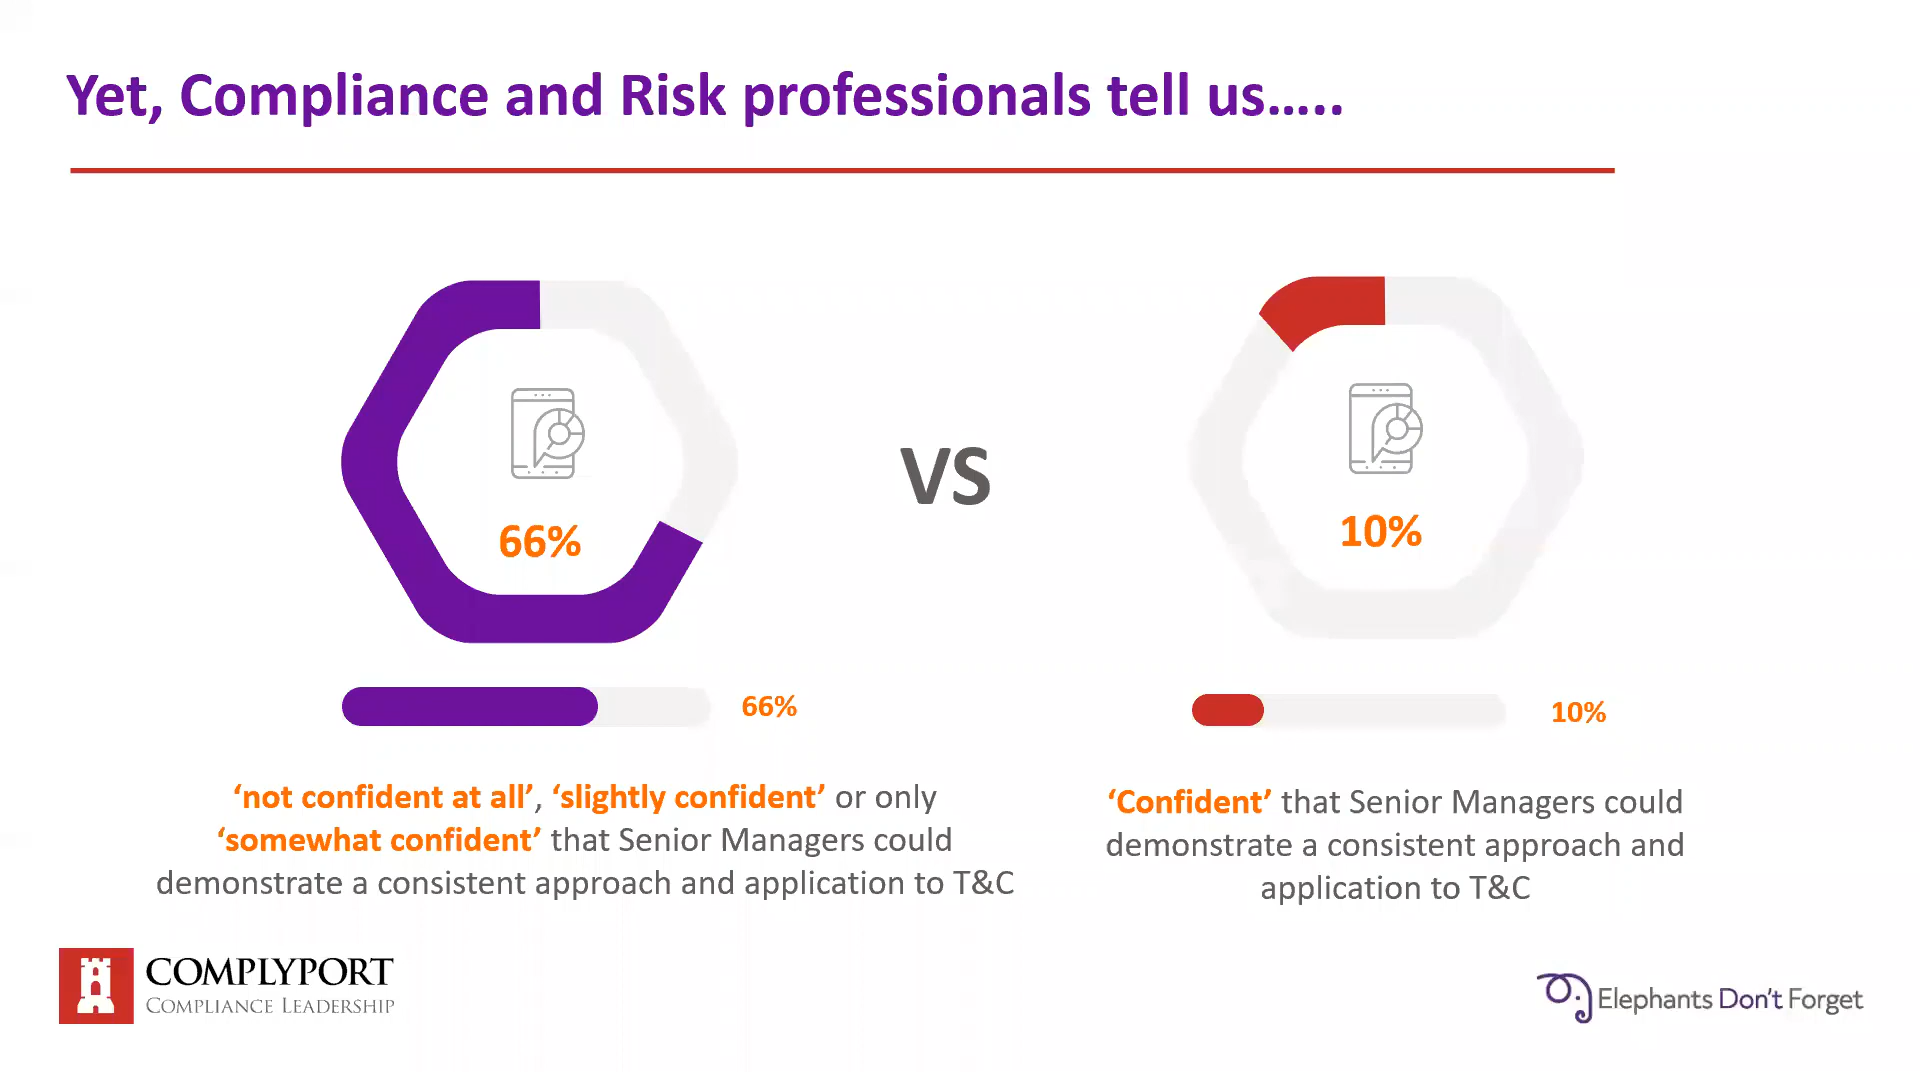 Yet, Compliance and Risk professionals tell us.....
66%
VS
10%
66%
10%
‘not confident at all’, ‘slightly confident’ or only
‘somewhat confident’ that Senior Managers could
demonstrate a consistent approach and application to T&C
‘Confident’ that Senior Managers could
demonstrate a consistent approach and
application to T&C
COMPLYPORT
COMPLIANCE LEADERSHIP
Elephants Don’t Forget